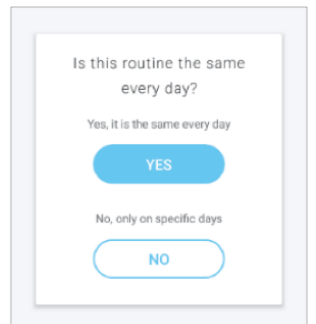 Is this routine the same
every day?
Yes, it is the same every day
YES
No, only on specific days
NO